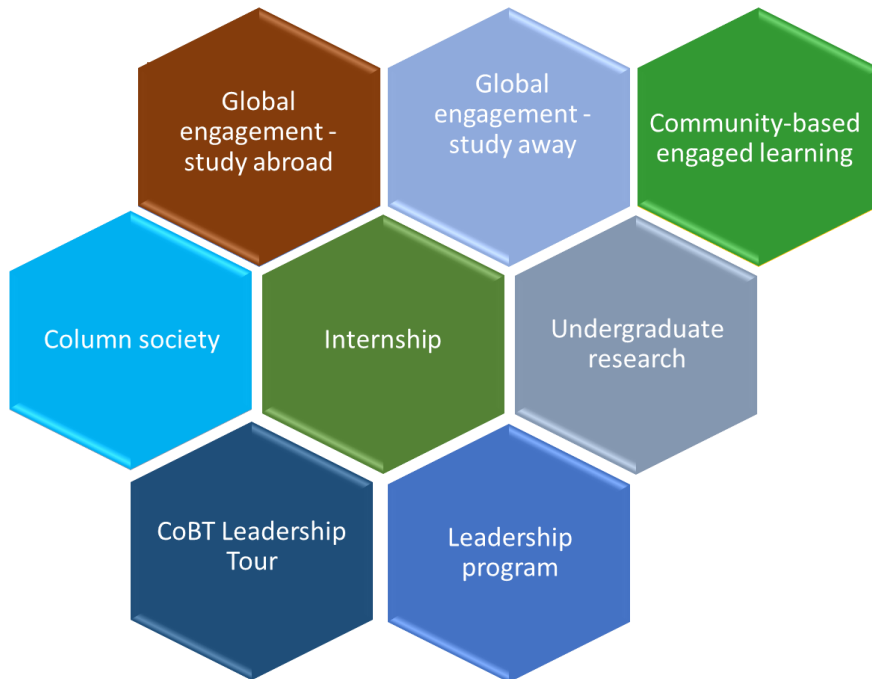 Global
engagement -
study abroad
Global
engagement -
study away
Community-based
engaged learning
Column society
Internship
Undergraduate
research
CoBT Leadership
Tour
Leadership
program